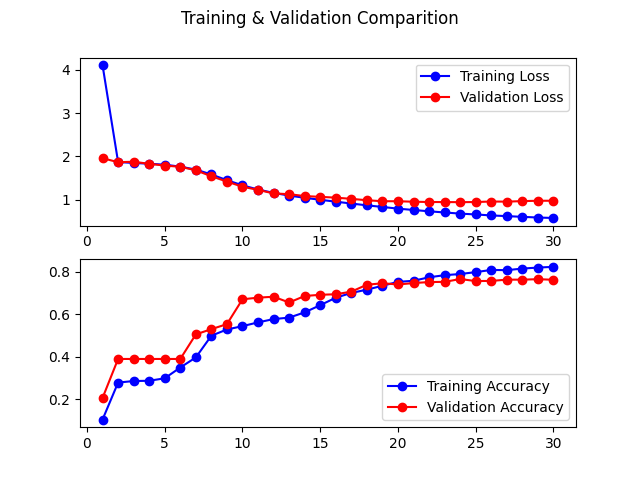 Training & Validation Comparition
4
3
2
1
Training Loss
Validation Loss
0 5 10 15 20 25 30
0.8
0.6
0.4
0.2
Training Accuracy
Validation Accuracy
0 5 10 15 20 25 30